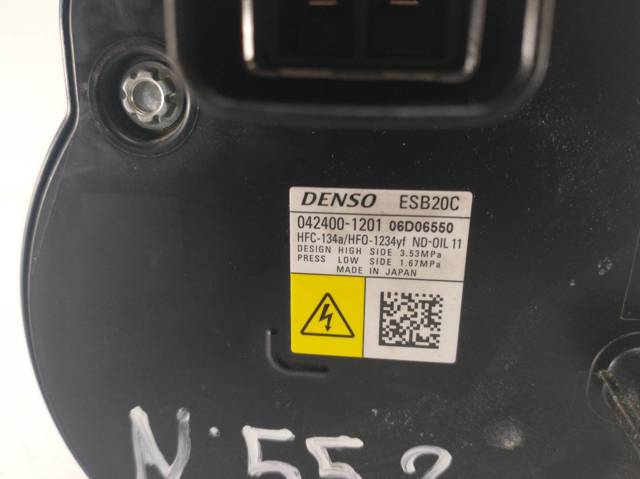 DENSO ESB20C
042400-1201 06D06550
HFC-134a/HFO-1234yf ND-OIL 11
DESIGN HIGH SIDE 3.53MPa
PRESS LOW SIDE 1.67MPa
MADE IN JAPAN
N·552